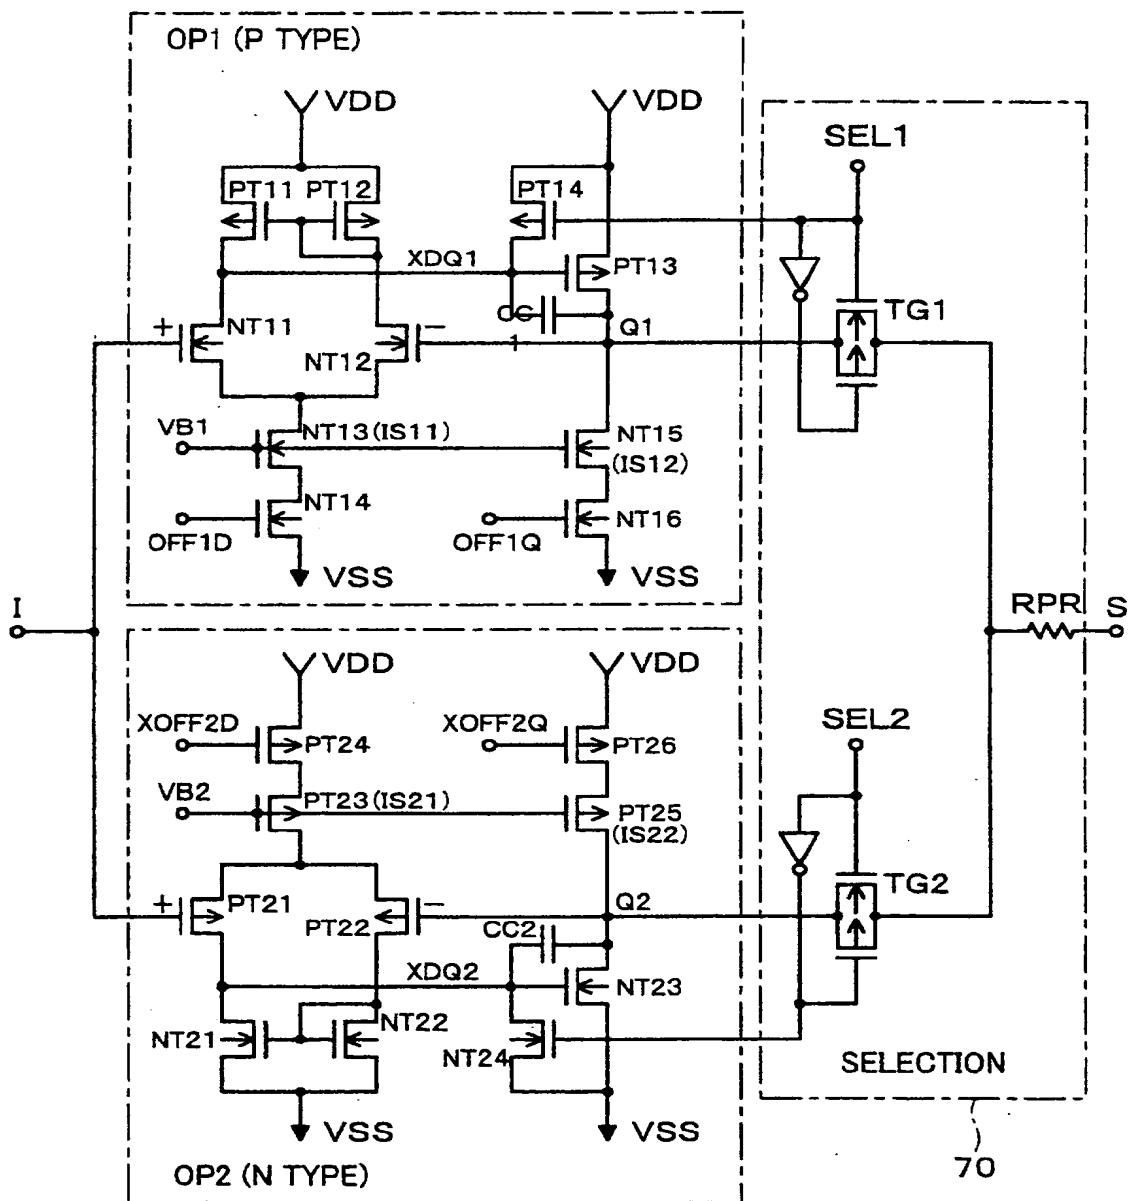 OP1 (P TYPE)
VDD
VDD
SEL1
PT11
PT12
PT14
XDQ1
PT13
TG1
+
NT11
CC
1
Q1
−
NT12
VB1
NT13(IS11)
NT15
(IS12)
NT14
OFF1D
OFF1Q
NT16
VSS
VSS
I
RPR
S
VDD
VDD
SEL2
XOFF2D
PT24
XOFF2Q
PT26
VB2
PT23(IS21)
PT25
(IS22)
TG2
+
PT21
−
PT22
CC2
Q2
XDQ2
NT23
NT21
NT22
NT24
SELECTION
VSS
VSS
70
OP2 (N TYPE)